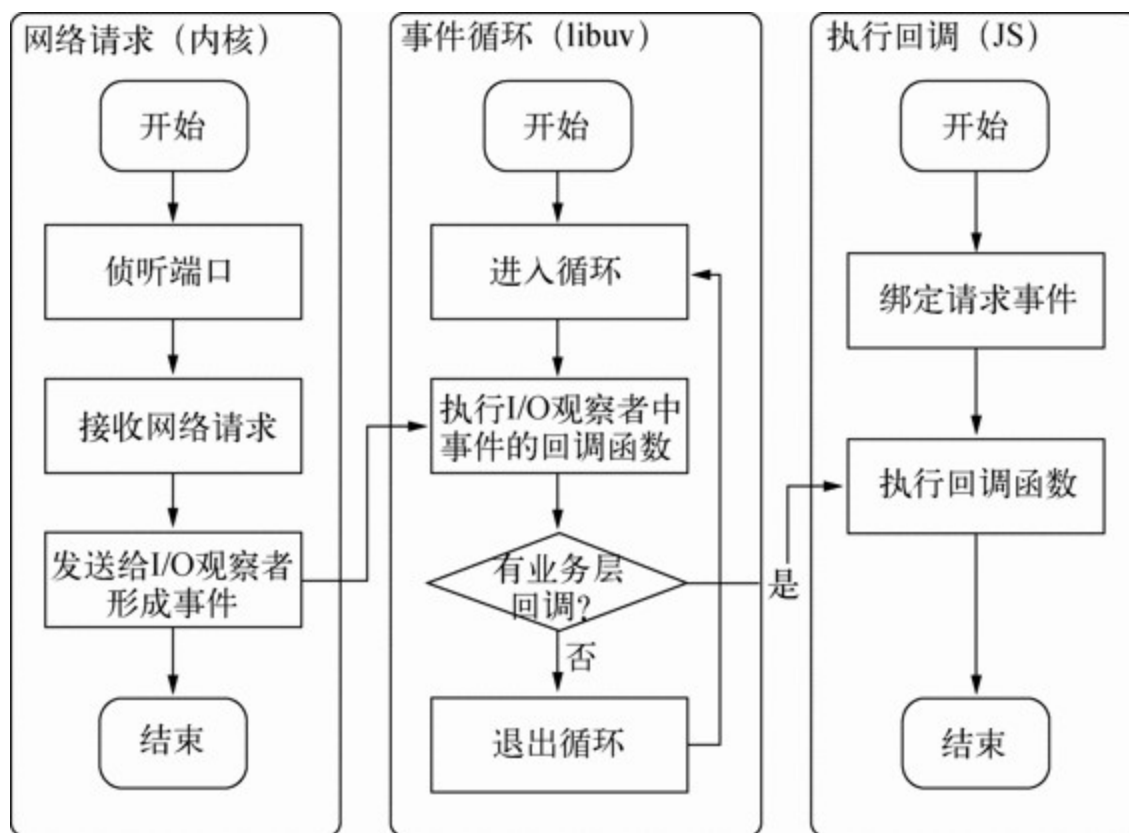 网络请求（内核）
开始
侦听端口
接收网络请求
发送给I/O观察者
形成事件
结束
事件循环（libuv）
开始
进入循环
执行I/O观察者中
事件的回调函数
有业务层
回调?
否
是
退出循环
执行回调（JS）
开始
绑定请求事件
执行回调函数
结束